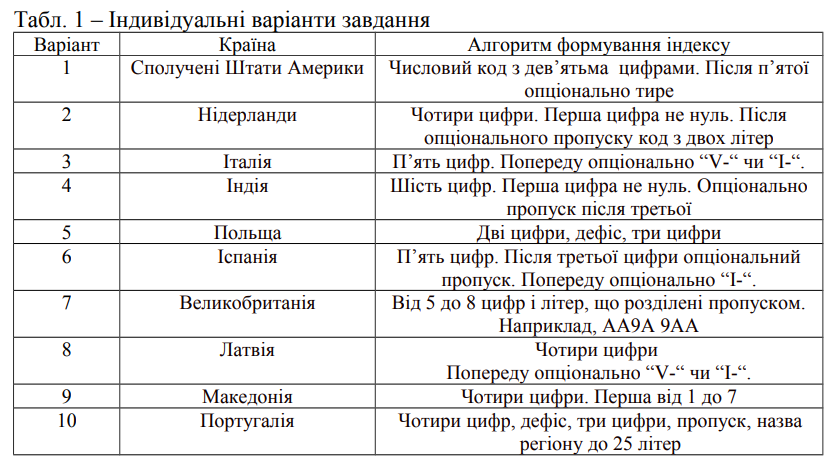 Табл. 1 – Індивідуальні варіанти завдання
Варіант Країна Алгоритм формування індексу
1 Сполучені Штати Америки Числовий код з дев’ятьма цифрами. Після п’ятої
опціонально тире
2 Нідерланди Чотири цифри. Перша цифра не нуль. Після
опціонального пропуску код з двох літер
3 Італія П’ять цифр. Попереду опціонально “V-“ чи “I-“.
4 Індія Шість цифр. Перша цифра не нуль. Опціонально
пропуск після третьої
5 Польща Дві цифри, дефіс, три цифри
6 Іспанія П’ять цифр. Після третьої цифри опціональний
пропуск. Попереду опціонально “I-“.
7 Великобританія Від 5 до 8 цифр і літер, що розділені пропуском.
Наприклад, AA9A 9AA
8 Латвія Чотири цифри
Попереду опціонально “V-“ чи “I-“.
9 Македонія Чотири цифри. Перша від 1 до 7
10 Португалія Чотири цифр, дефіс, три цифри, пропуск, назва
регіону до 25 літер